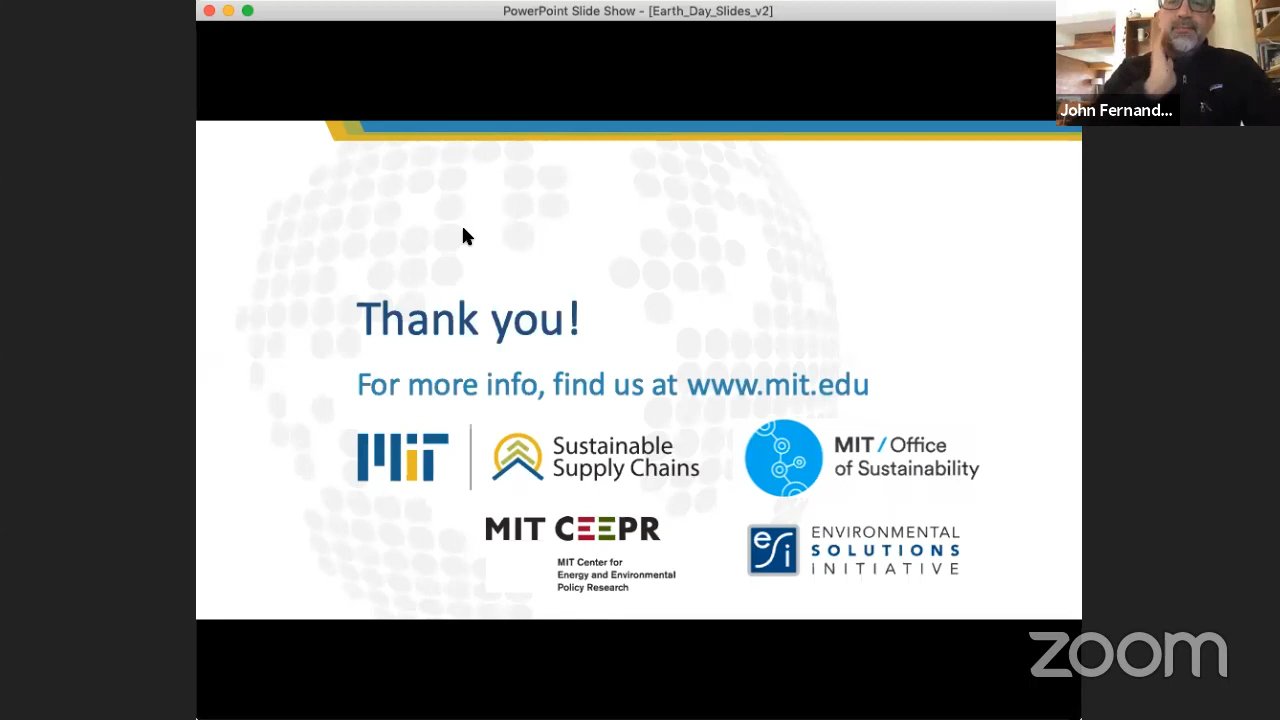 PowerPoint Slide Show - [Earth_Day_Slides_v2]
John Fernand...
Thank you!
For more info, find us at www.mit.edu
MIT
Sustainable
Supply Chains
MIT / Office
of Sustainability
MIT CEEPR
MIT Center for
Energy and Environmental
Policy Research
esi
ENVIRONMENTAL
SOLUTIONS
INITIATIVE
zoom